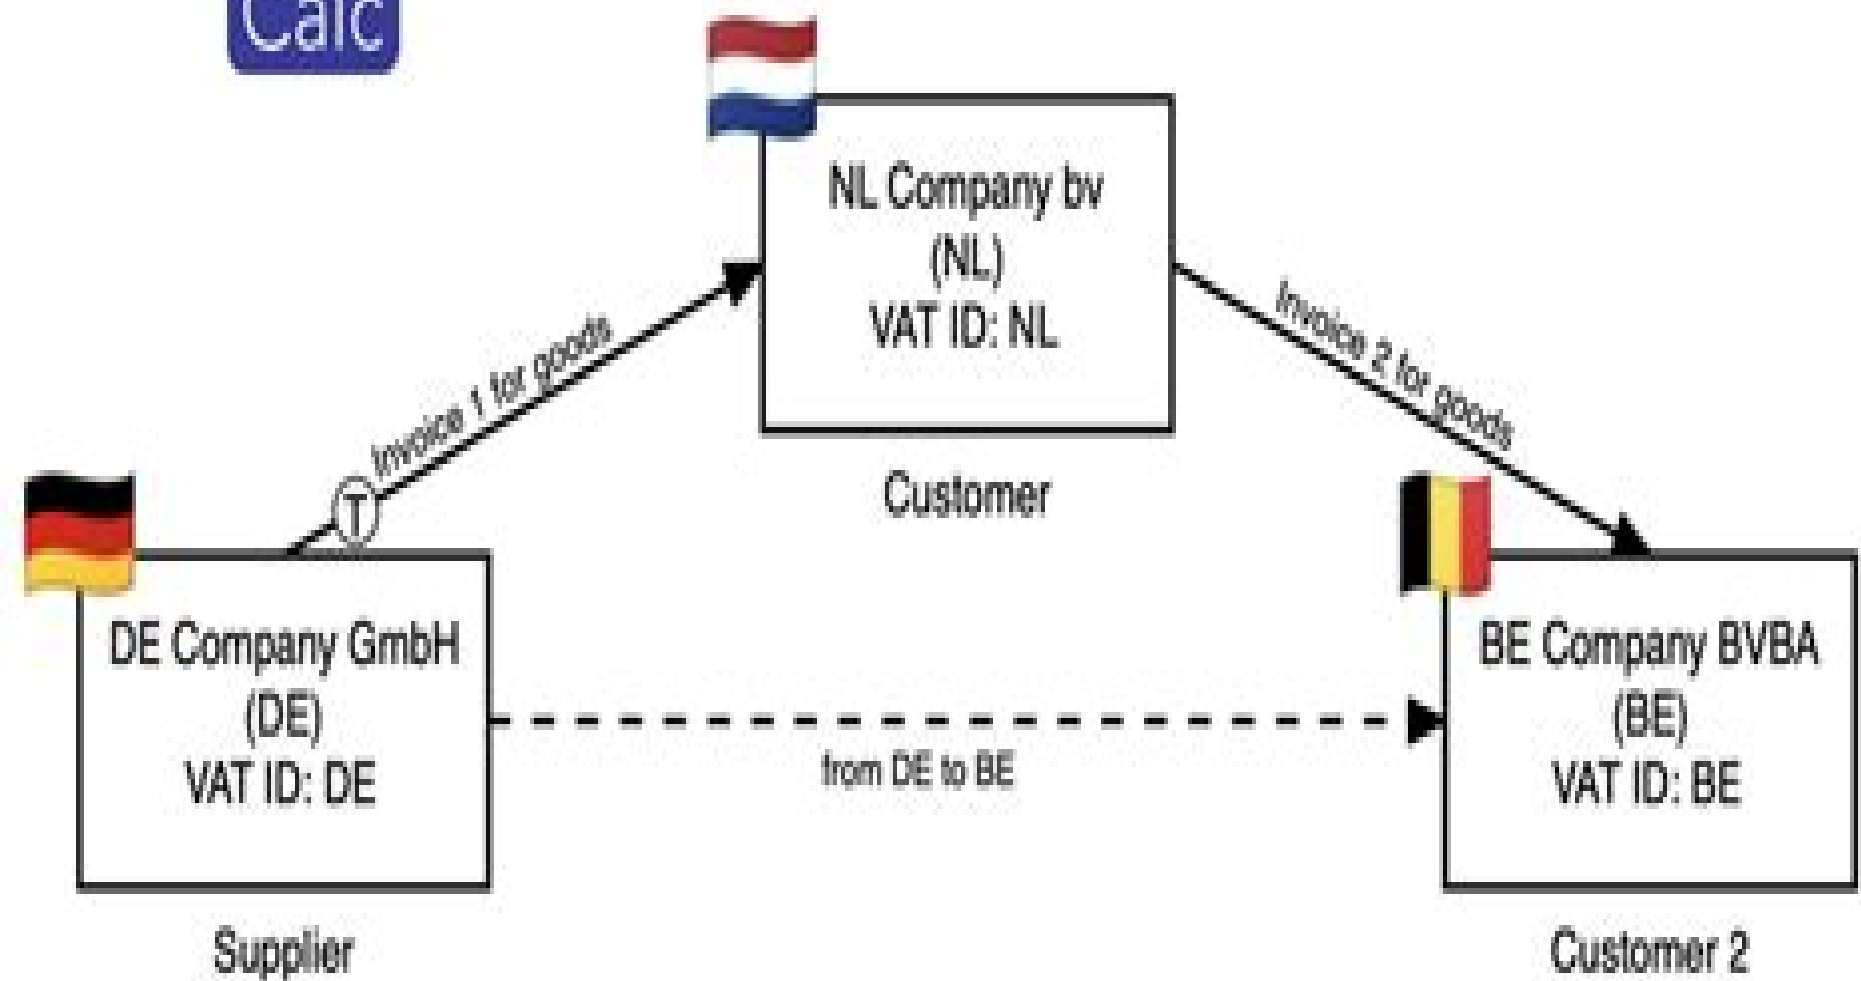 Calc
NL Company bv
(NL)
VAT ID: NL
Customer
Invoice 1 for goods
Invoice 2 for goods
T
DE Company GmbH
(DE)
VAT ID: DE
Supplier
from DE to BE
BE Company BVBA
(BE)
VAT ID: BE
Customer 2